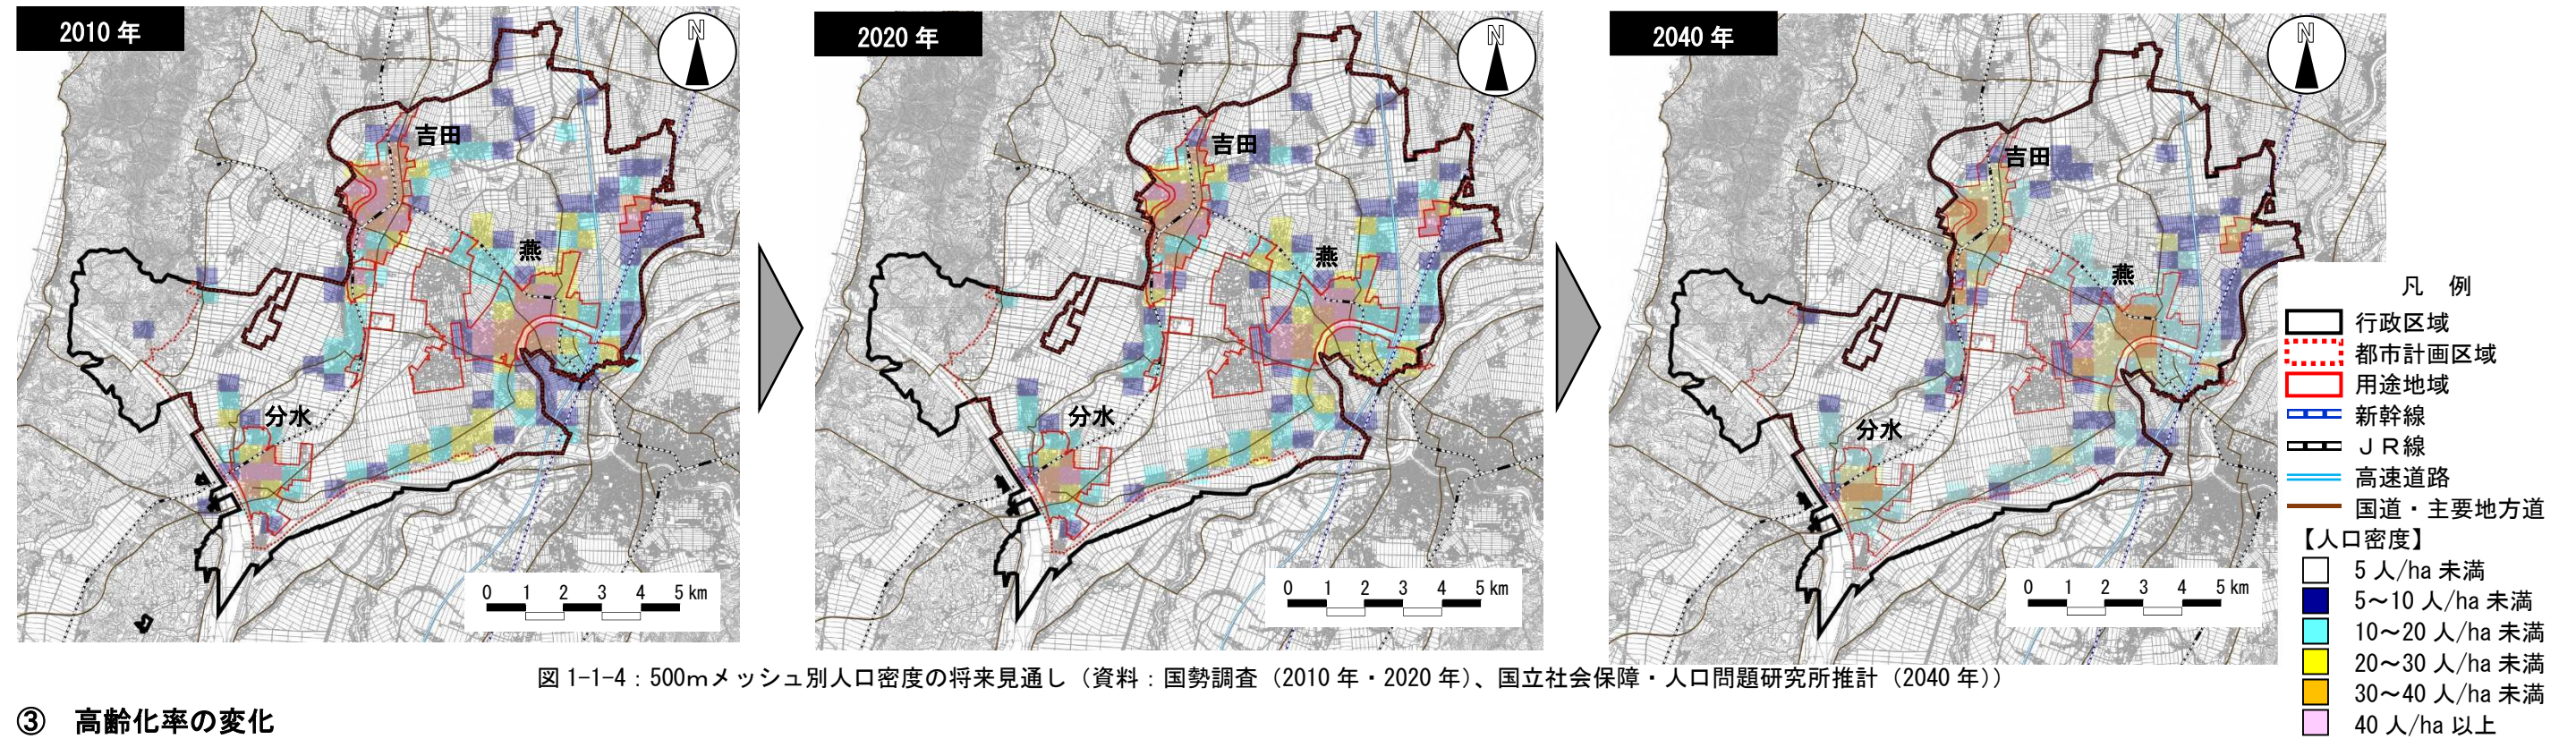 2010 年
N
吉田
燕
分水
0 1 2 3 4 5 km
2020 年
N
吉田
燕
分水
0 1 2 3 4 5 km
2040 年
N
吉田
燕
分水
0 1 2 3 4 5 km
凡 例
行政区域
都市計画区域
用途地域
新幹線
ＪＲ線
高速道路
国道・主要地方道
【人口密度】
5 人/ha 未満
5～10 人/ha 未満
10～20 人/ha 未満
20～30 人/ha 未満
30～40 人/ha 未満
40 人/ha 以上
図 1-1-4：500ｍメッシュ別人口密度の将来見通し（資料：国勢調査（2010 年・2020 年）、国立社会保障・人口問題研究所推計（2040 年））
③ 高齢化率の変化